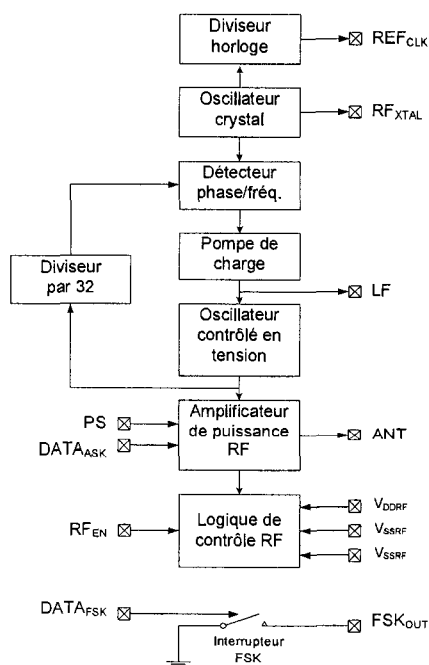 Diviseur
horloge
REFCLK
Oscillateur
crystal
RFXTAL
Détecteur
phase/fréq.
Pompe de
charge
Diviseur
par 32
LF
Oscillateur
contrôlé en
tension
PS
DATAASK
Amplificateur
de puissance
RF
ANT
RFEN
Logique de
contrôle RF
VDDRF
VSSRF
VSSRF
DATAFSK
FSKOUT
Interrupteur
FSK